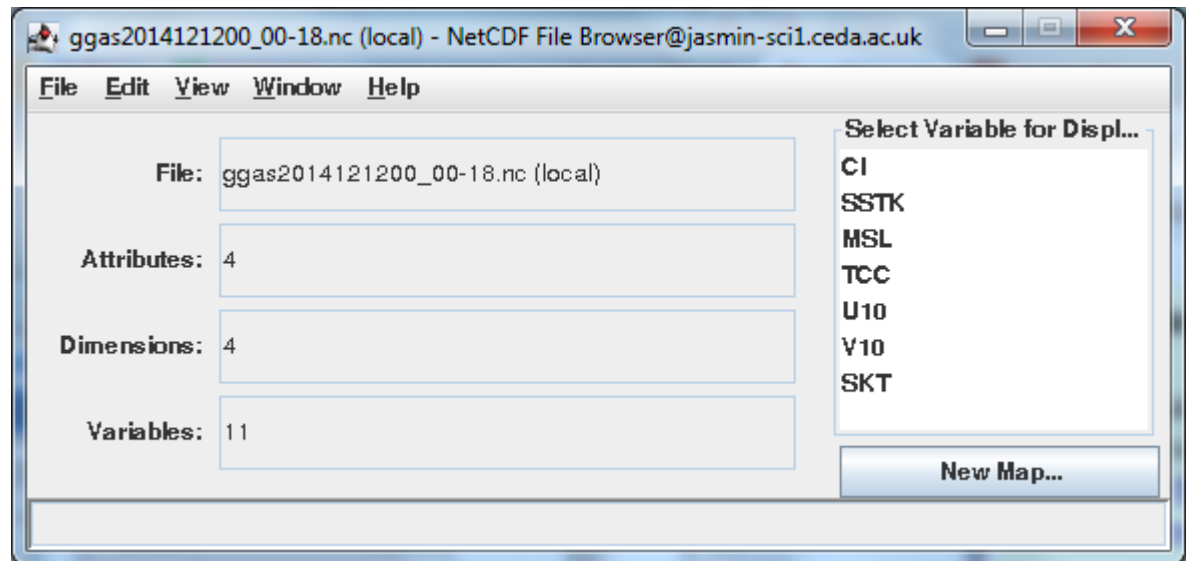 ggas2014121200_00-18.nc (local) - NetCDF File Browser@jasmin-sci1.ceda.ac.uk
File Edit View Window Help
File: ggas2014121200_00-18.nc (local)
Attributes: 4
Dimensions: 4
Variables: 11
Select Variable for Displ...
CI
SSTK
MSL
TCC
U10
V10
SKT
New Map...